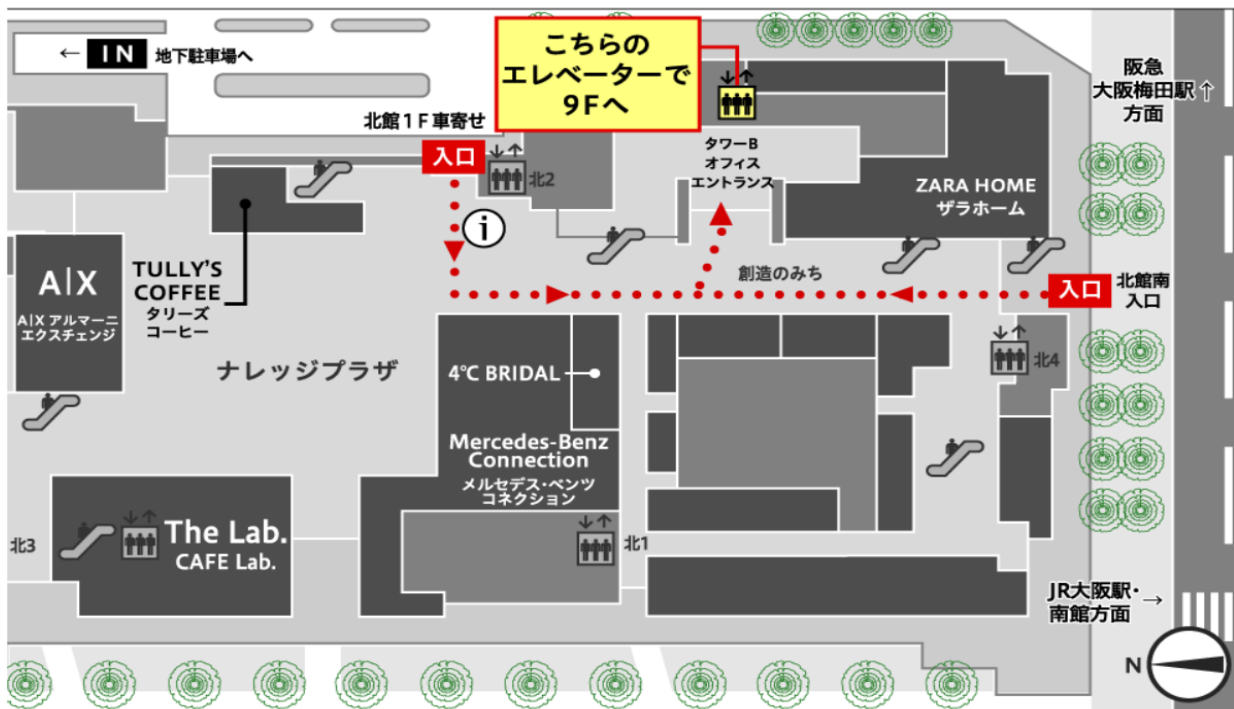 ← IN 地下駐車場へ
こちらの
エレベーターで
9Fへ
阪急
大阪梅田駅↑
方面
北館1F車寄せ
入口
北2
タワーB
オフィス
エントランス
ZARA HOME
ザラホーム
i
TULLY'S
COFFEE
タリーズ
コーヒー
A|X
A|X アルマーニ
エクスチェンジ
創造のみち
入口
北館南
入口
ナレッジプラザ
4℃ BRIDAL
北4
Mercedes-Benz
Connection
メルセデス・ベンツ
コネクション
北3
The Lab.
CAFE Lab.
北1
JR大阪駅・
南館方面 →
N